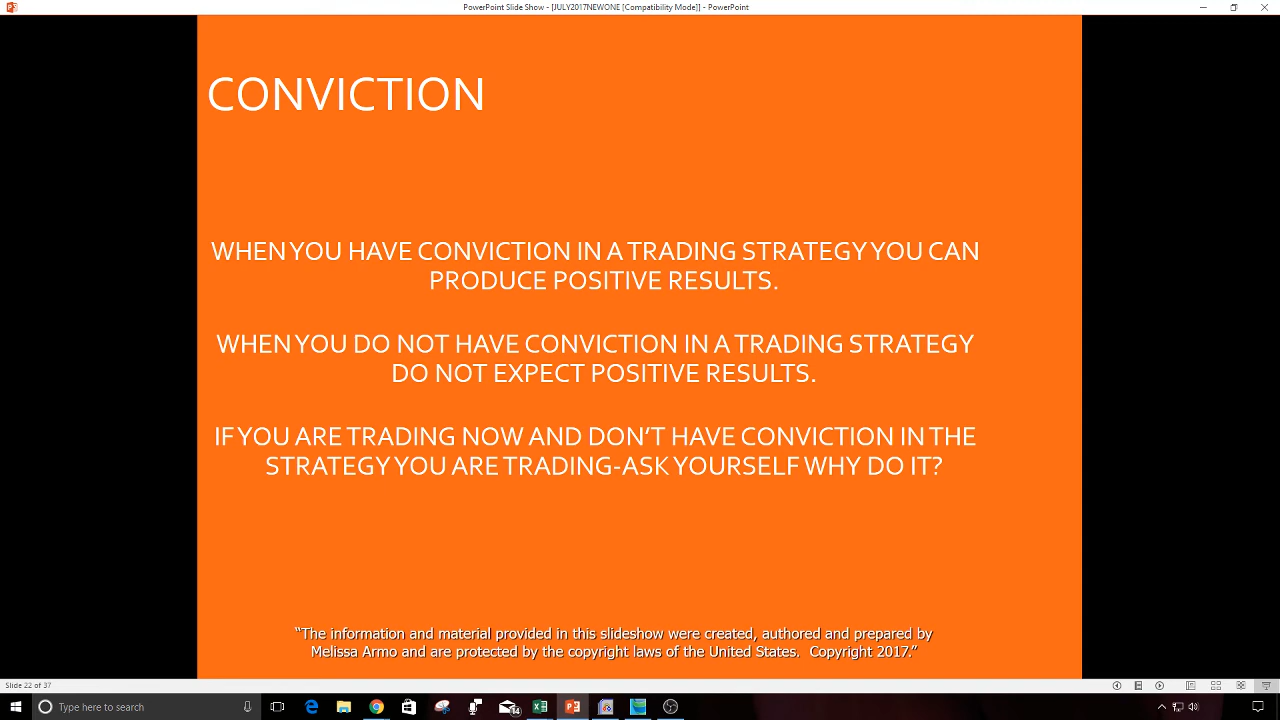 PowerPoint Slide Show - [JULY2017NEWONE [Compatibility Mode]] - PowerPoint
CONVICTION
WHEN YOU HAVE CONVICTION IN A TRADING STRATEGY YOU CAN
PRODUCE POSITIVE RESULTS.
WHEN YOU DO NOT HAVE CONVICTION IN A TRADING STRATEGY
DO NOT EXPECT POSITIVE RESULTS.
IF YOU ARE TRADING NOW AND DON'T HAVE CONVICTION IN THE
STRATEGY YOU ARE TRADING-ASK YOURSELF WHY DO IT?
“The information and material provided in this slideshow were created, authored and prepared by
Melissa Armo and are protected by the copyright laws of the United States.  Copyright 2017.”
Slide 22 of 37
Type here to search
14